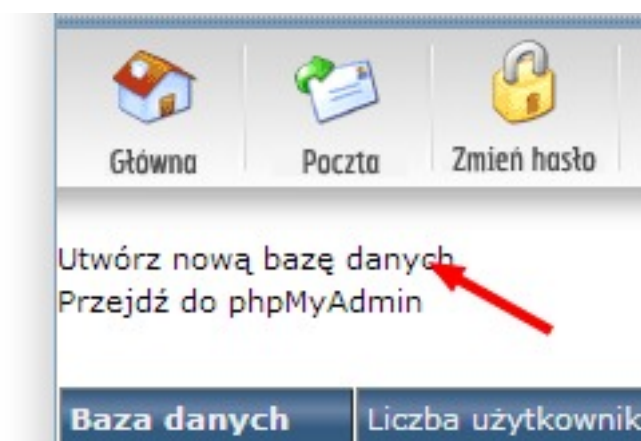 Główna Poczta Zmień hasło
Utwórz nową bazę danych
Przejdź do phpMyAdmin
Baza danych Liczba użytkownik